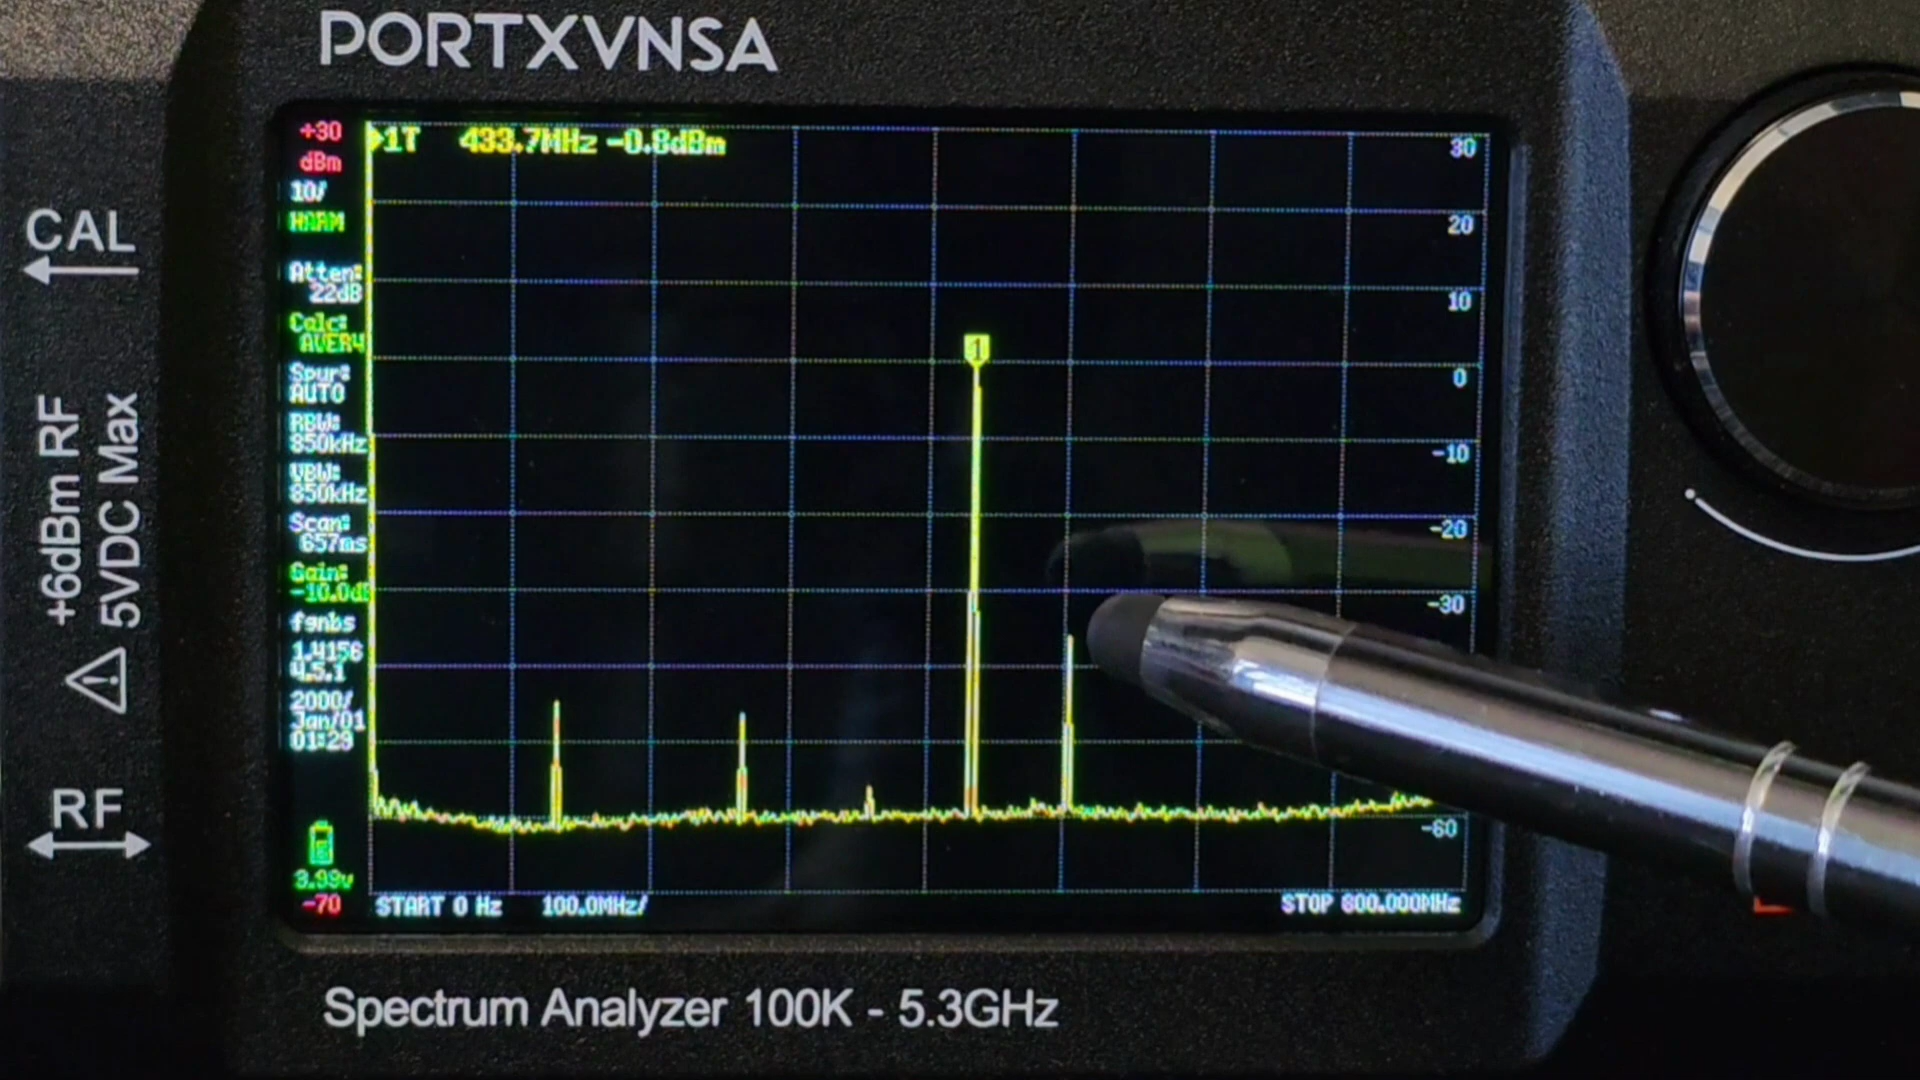 PORTXVNSA
+30
dBm
10/
HARM
Atten:
22dB
Calc:
AVER4
Spur:
AUTO
RBW:
850kHz
VBW:
850kHz
Scan:
657ms
Gain:
-10.0dB
fgnbs
1.4156
4.5.1
2000/
Jan/01
01:29
3.99v
-70
1T 433.7MHz -0.8dBm
1
30
20
10
0
-10
-20
-30
-60
START 0 Hz 100.0MHz/ STOP 800.000MHz
CAL
+6dBm RF
5VDC Max
RF
Spectrum Analyzer 100K - 5.3GHz